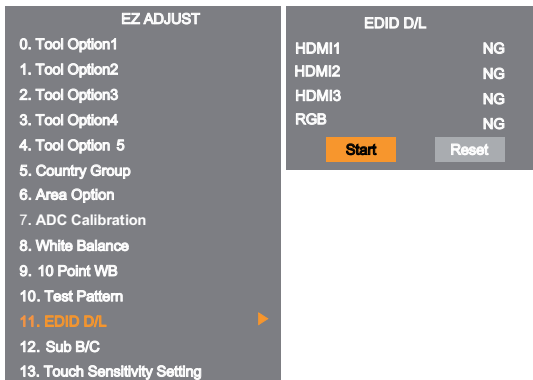 EZ ADJUST
0. Tool Option1
1. Tool Option2
2. Tool Option3
3. Tool Option4
4. Tool Option 5
5. Country Group
6. Area Option
7. ADC Calibration
8. White Balance
9. 10 Point WB
10. Test Pattern
11. EDID D/L
12. Sub B/C
13. Touch Sensitivity Setting
EDID D/L
HDMI1 NG
HDMI2 NG
HDMI3 NG
RGB NG
Start Reset